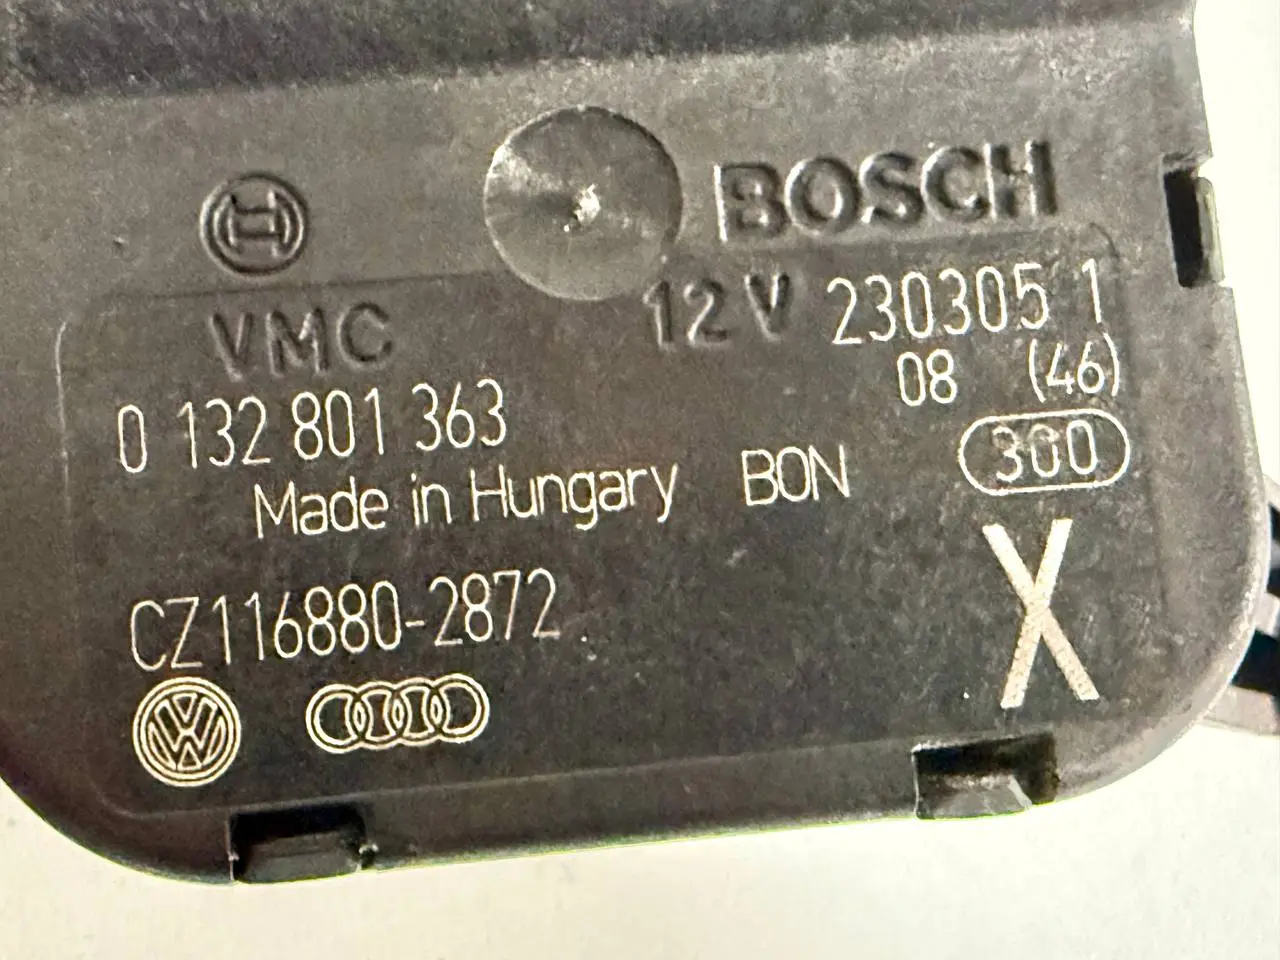 BOSCH
VMC 12 V 230305 1
0 132 801 363 08 (46)
Made in Hungary BON 300
CZ116880-2872 X